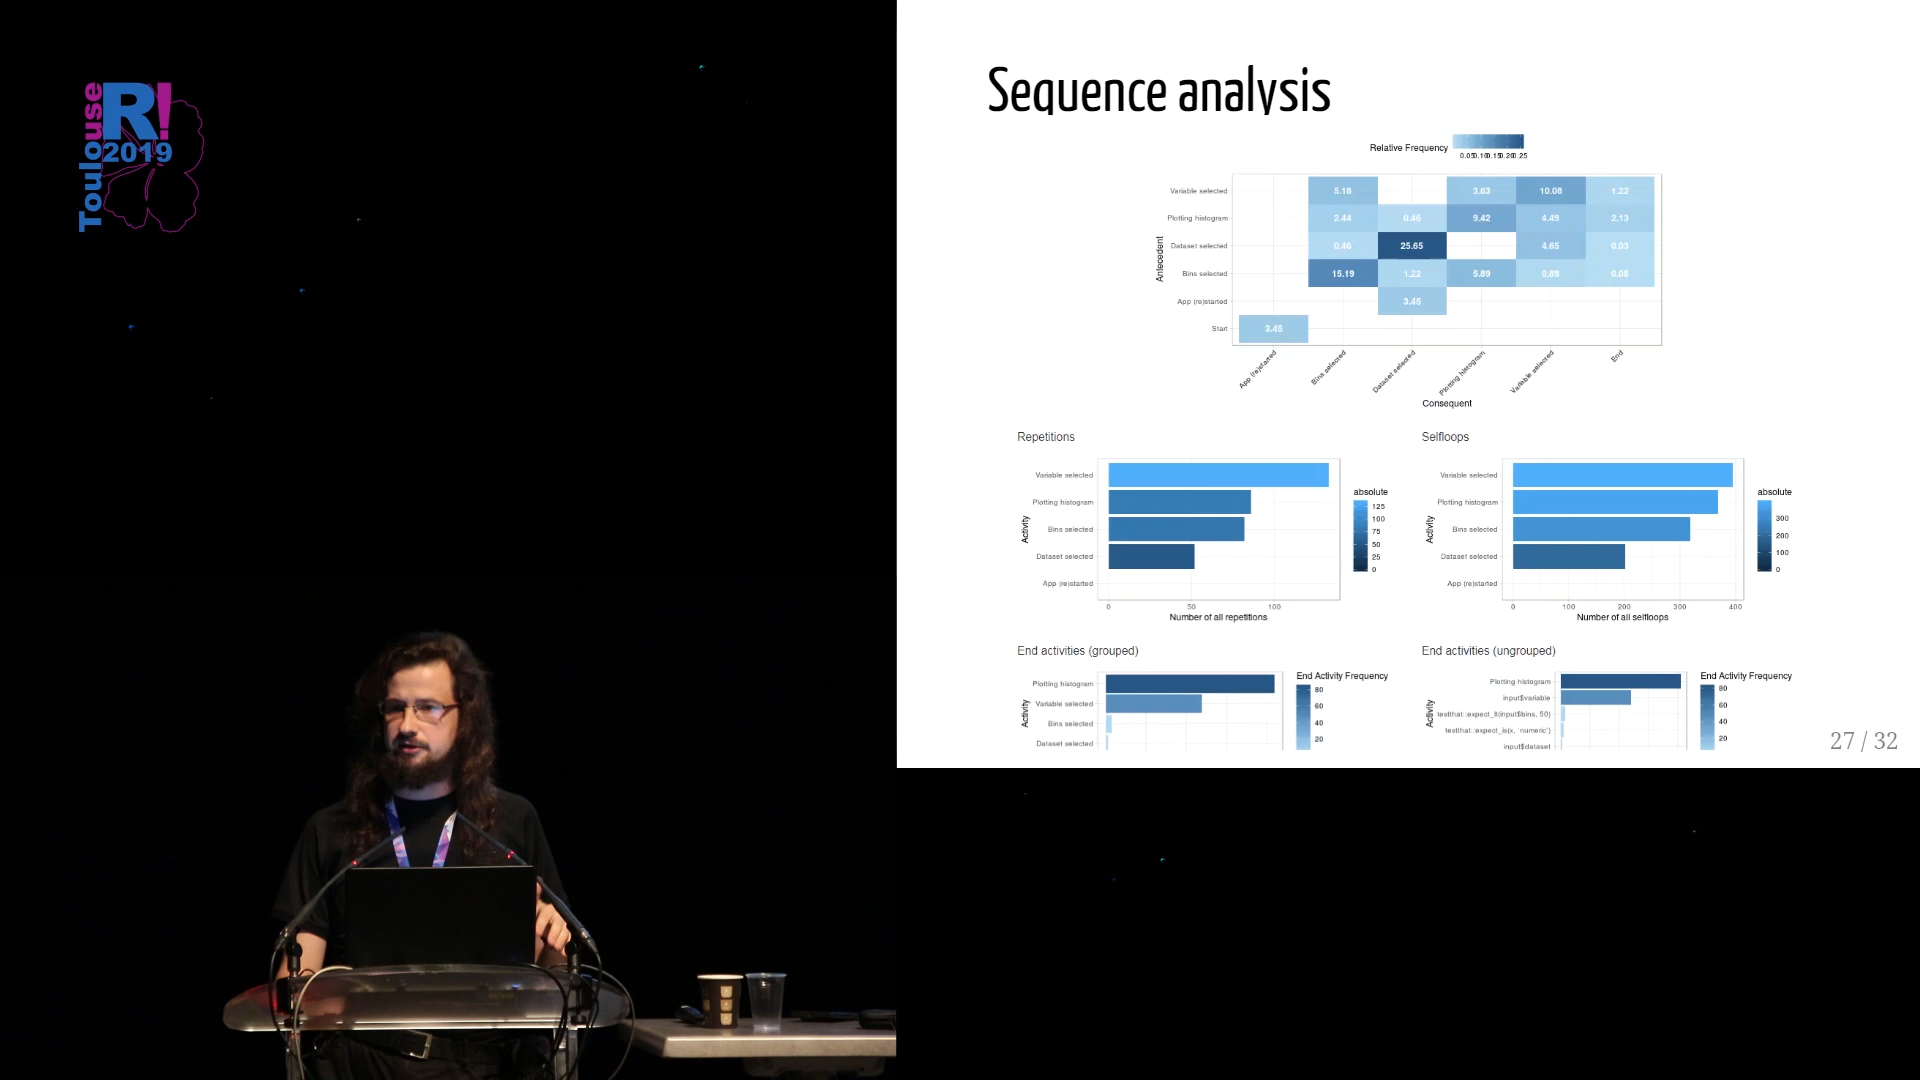 Toulouse
R!
2019
Sequence analysis
Relative Frequency
0.05 0.10 0.15 0.20 0.25
Antecedent
Variable selected 5.18 3.63 10.08 1.22
Plotting histogram 2.44 0.46 9.42 4.49 2.13
Dataset selected 0.46 25.65 4.65 0.03
Bins selected 15.19 1.22 5.89 0.89 0.08
App (re)started 3.45
Start 3.45
App (re)started Bins selected Dataset selected Plotting histogram Variable selected End
Consequent
Repetitions
Activity
Variable selected
Plotting histogram
Bins selected
Dataset selected
App (re)started
0 50 100
Number of all repetitions
absolute
125
100
75
50
25
0
Selfloops
Activity
Variable selected
Plotting histogram
Bins selected
Dataset selected
App (re)started
0 100 200 300 400
Number of all selfloops
absolute
300
200
100
0
End activities (grouped)
Activity
Plotting histogram
Variable selected
Bins selected
Dataset selected
End Activity Frequency
80
60
40
20
End activities (ungrouped)
Activity
Plotting histogram
input$variable
testthat::expect_lt(input$bins, 50)
testthat::expect_is(x, 'numeric')
input$dataset
End Activity Frequency
80
60
40
20
27 / 32